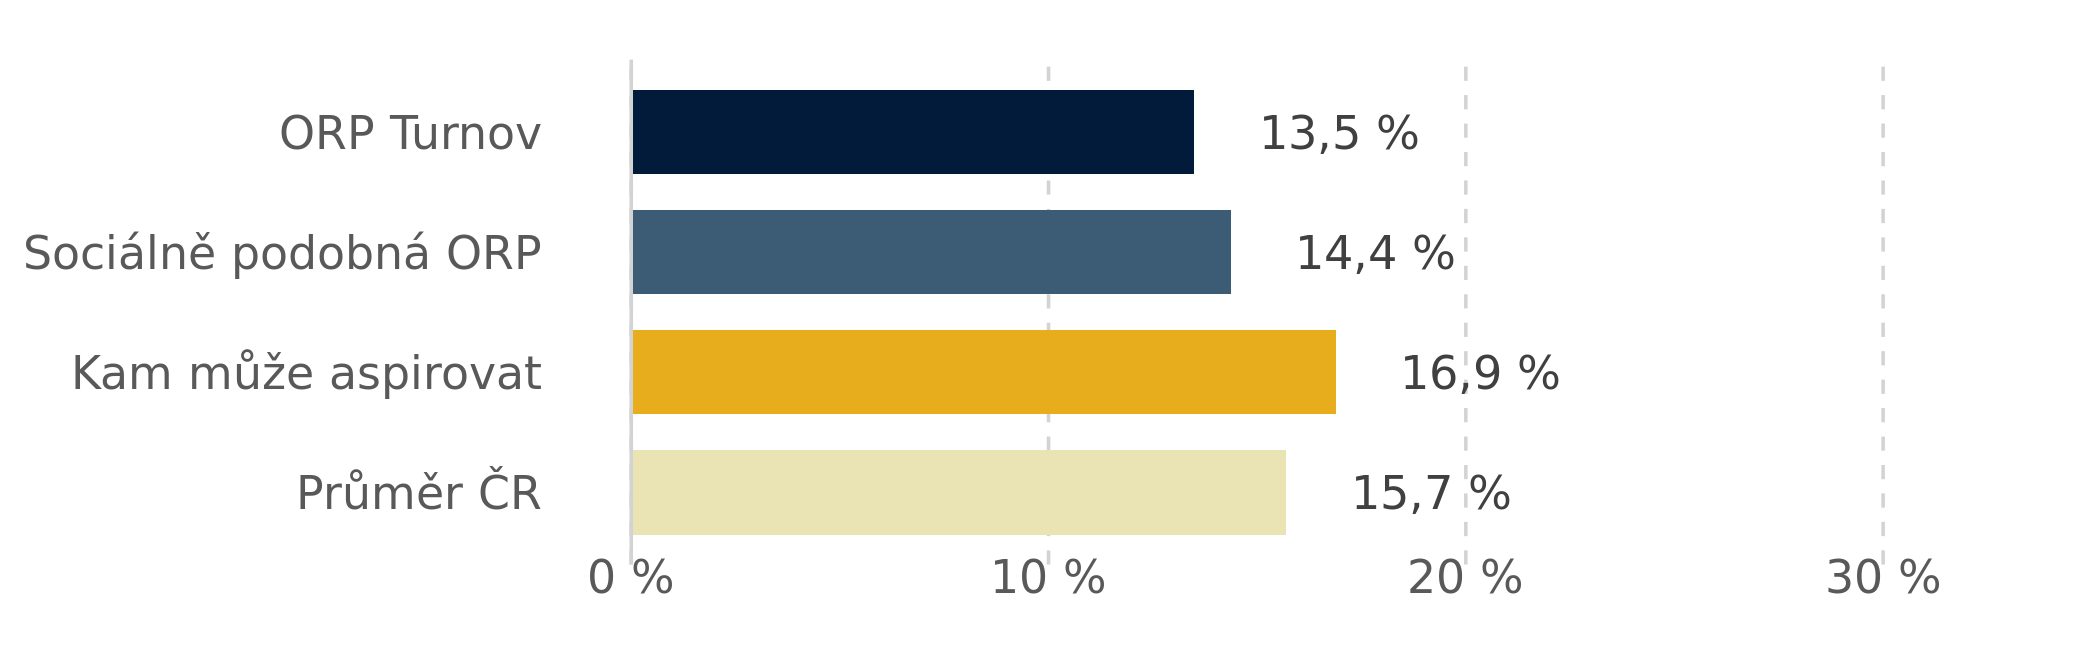 ORP Turnov 13,5 %
Sociálně podobná ORP 14,4 %
Kam může aspirovat 16,9 %
Průměr ČR 15,7 %
0 % 10 % 20 % 30 %